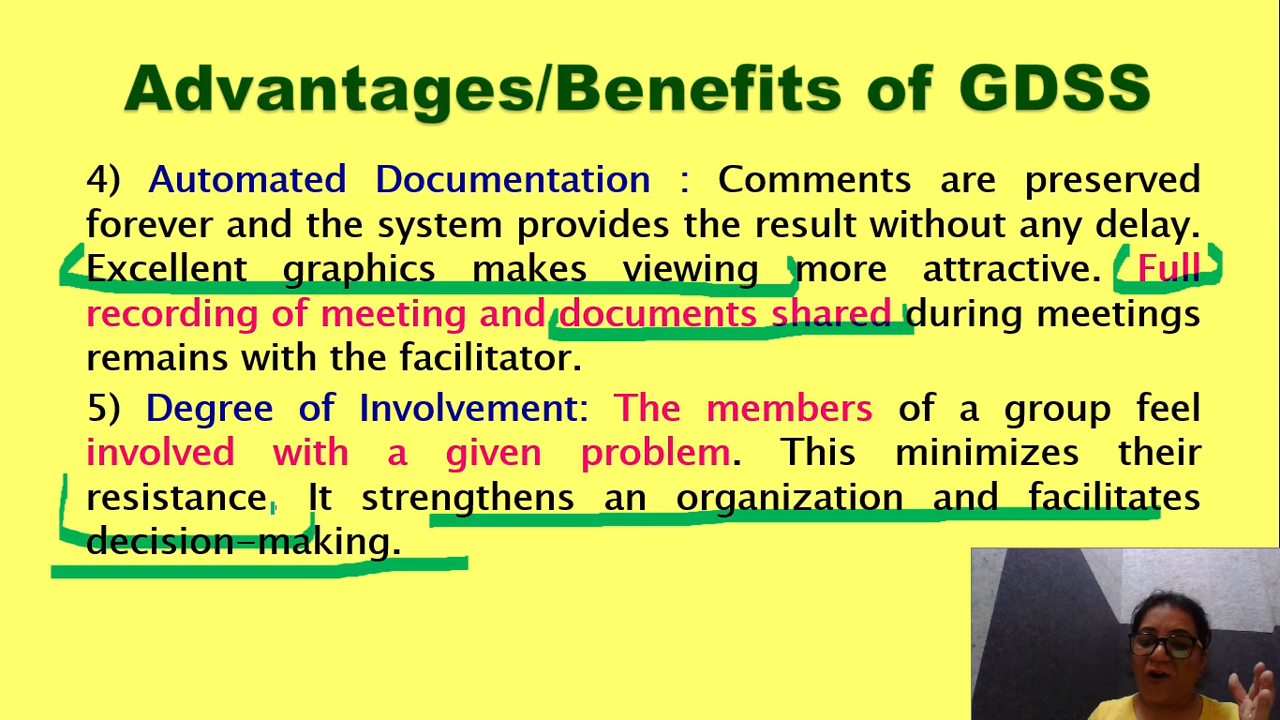 Advantages/Benefits of GDSS
4) Automated Documentation : Comments are preserved
forever and the system provides the result without any delay.
Excellent graphics makes viewing more attractive. Full
recording of meeting and documents shared during meetings
remains with the facilitator.
5) Degree of Involvement: The members of a group feel
involved with a given problem. This minimizes their
resistance. It strengthens an organization and facilitates
decision-making.